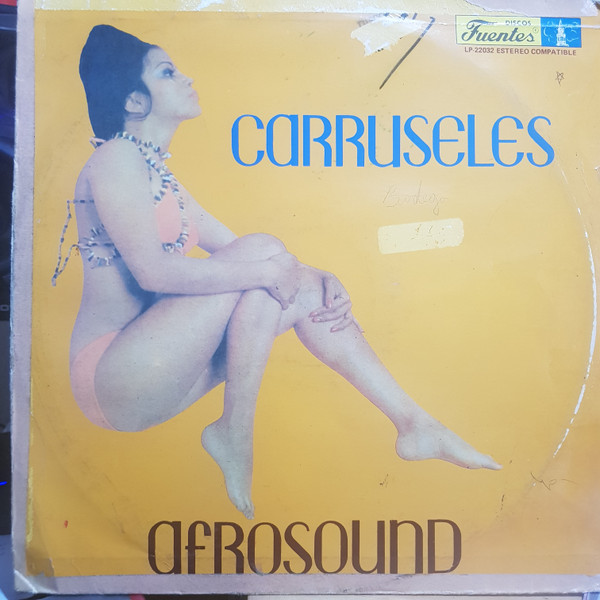 DISCOS
Fuentes
LP-22032 ESTEREO COMPATIBLE
CARRUSELES
AFROSOUND